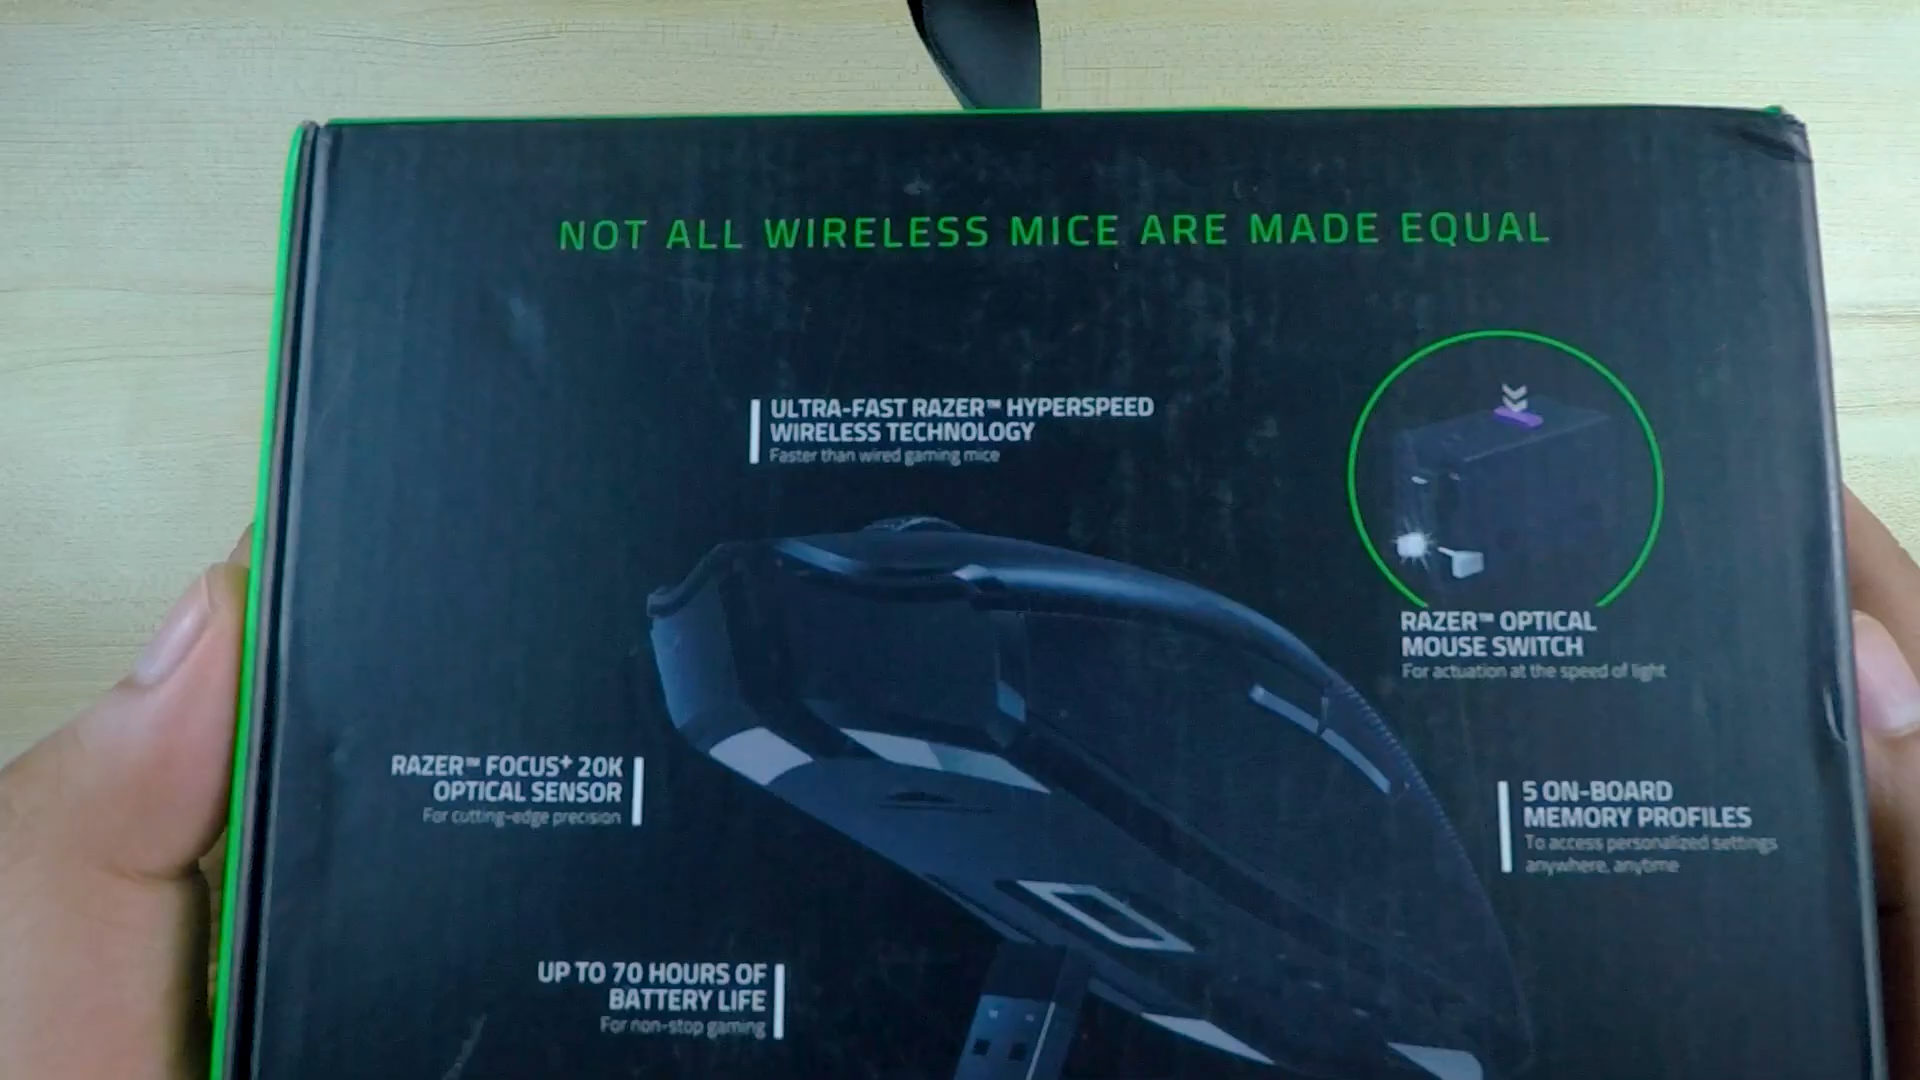 NOT ALL WIRELESS MICE ARE MADE EQUAL
ULTRA-FAST RAZER™ HYPERSPEED
WIRELESS TECHNOLOGY
Faster than wired gaming mice
RAZER™ OPTICAL
MOUSE SWITCH
For actuation at the speed of light
RAZER™ FOCUS+ 20K
OPTICAL SENSOR
For cutting-edge precision
5 ON-BOARD
MEMORY PROFILES
To access personalized settings
anywhere, anytime
UP TO 70 HOURS OF
BATTERY LIFE
For non-stop gaming